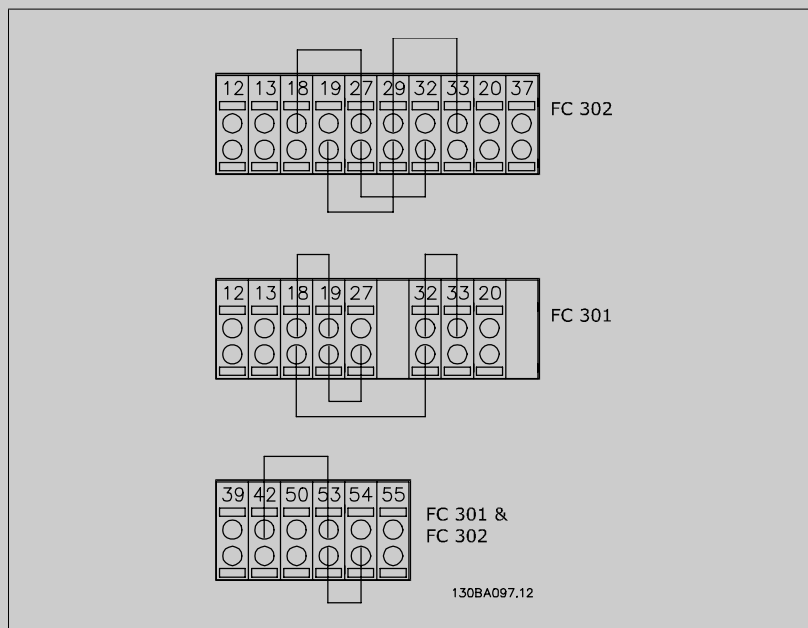 12 13 18 19 27 29 32 33 20 37
FC 302
12 13 18 19 27 32 33 20
FC 301
39 42 50 53 54 55
FC 301 &
FC 302
130BA097.12